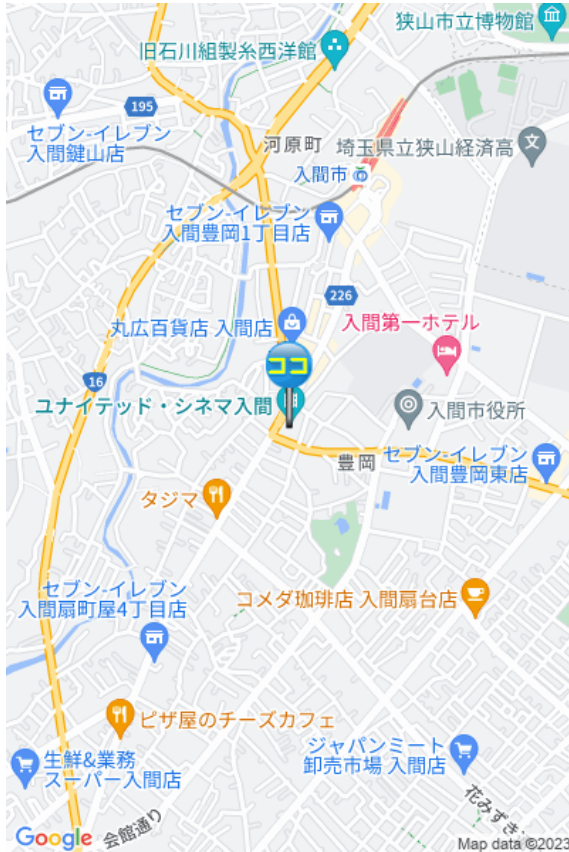 狭山市立博物館
旧石川組製糸西洋館
195
セブン-イレブン
入間鍵山店
河原町
埼玉県立狭山経済高
入間市
セブン-イレブン
入間豊岡1丁目店
226
丸広百貨店 入間店
入間第一ホテル
ココ
16
ユナイテッド・シネマ入間
入間市役所
豊岡
セブン-イレブン
入間豊岡東店
タジマ
文
セブン-イレブン
入間扇町屋4丁目店
コメダ珈琲店 入間扇台店
ピザ屋のチーズカフェ
ジャパンミート
卸売市場 入間店
生鮮&業務
スーパー入間店
花みずき
会館通り
Google
Map data ©2023